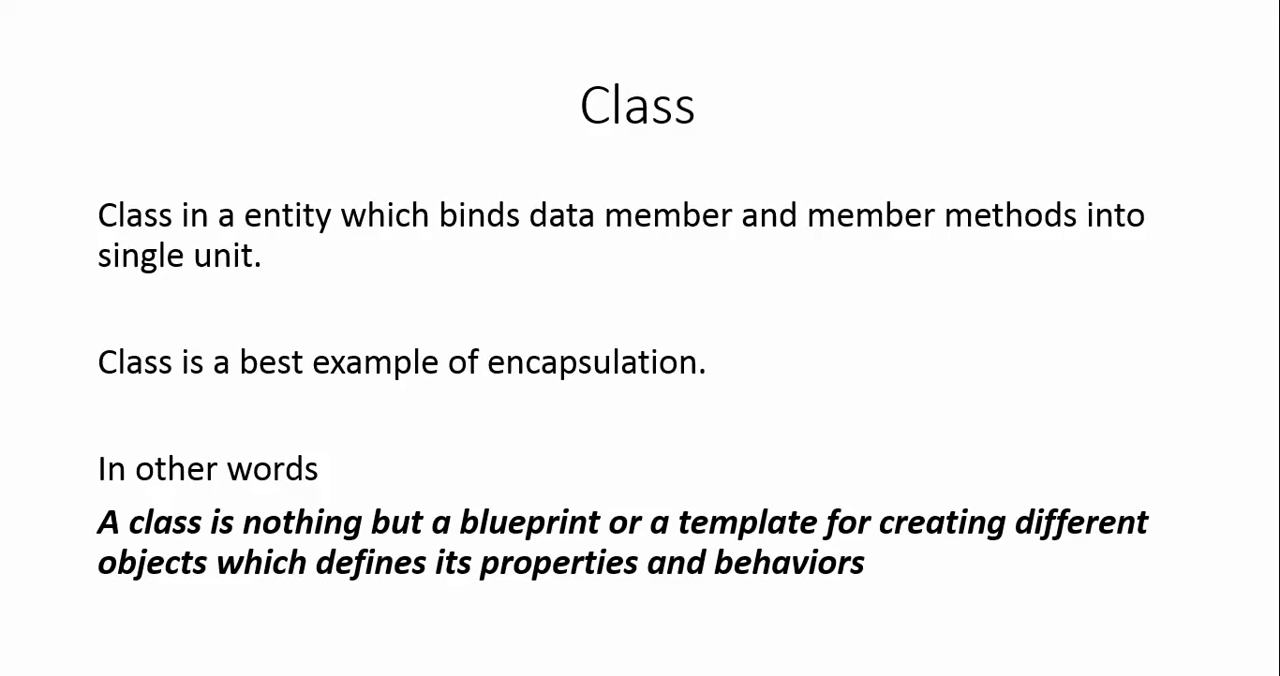 Class
Class in a entity which binds data member and member methods into
single unit.
Class is a best example of encapsulation.
In other words
A class is nothing but a blueprint or a template for creating different
objects which defines its properties and behaviors